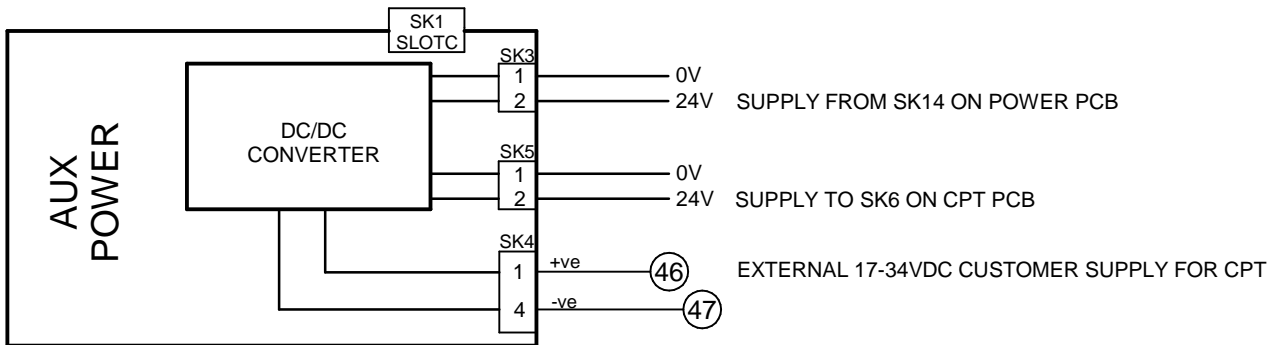 SK1
SLOTC
SK3
1 0V
2 24V SUPPLY FROM SK14 ON POWER PCB
DC/DC
CONVERTER
AUX
POWER
SK5
1 0V
2 24V SUPPLY TO SK6 ON CPT PCB
SK4
1 +ve 46 EXTERNAL 17-34VDC CUSTOMER SUPPLY FOR CPT
4 -ve 47